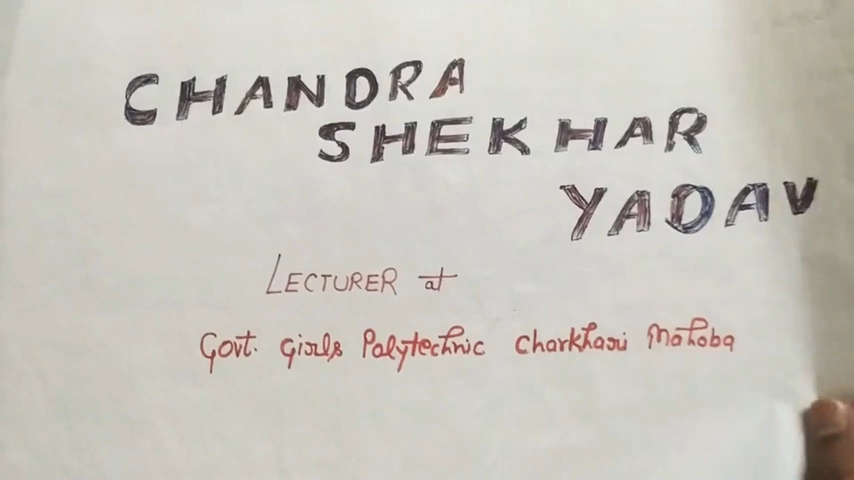 CHANDRA
SHEKHAR
YADAV
LECTURER at
Govt. Girls Polytechnic Charkhari Mahoba